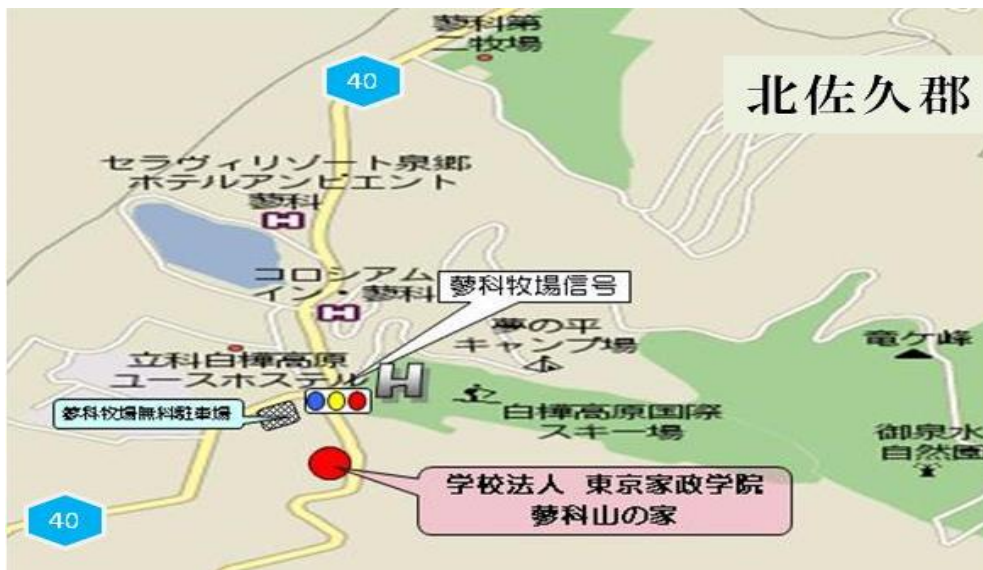 蓼科第
二牧場
40
北佐久郡
セラヴィリゾート泉郷
ホテルアンビエント
蓼科
コロシアム
イン・蓼科
蓼科牧場信号
夢の平
キャンプ場
竜ケ峰
立科白樺高原
ユースホステル
H
蓼科牧場無料駐車場
白樺高原国際
スキー場
御泉水
自然園
学校法人 東京家政学院
蓼科山の家
40